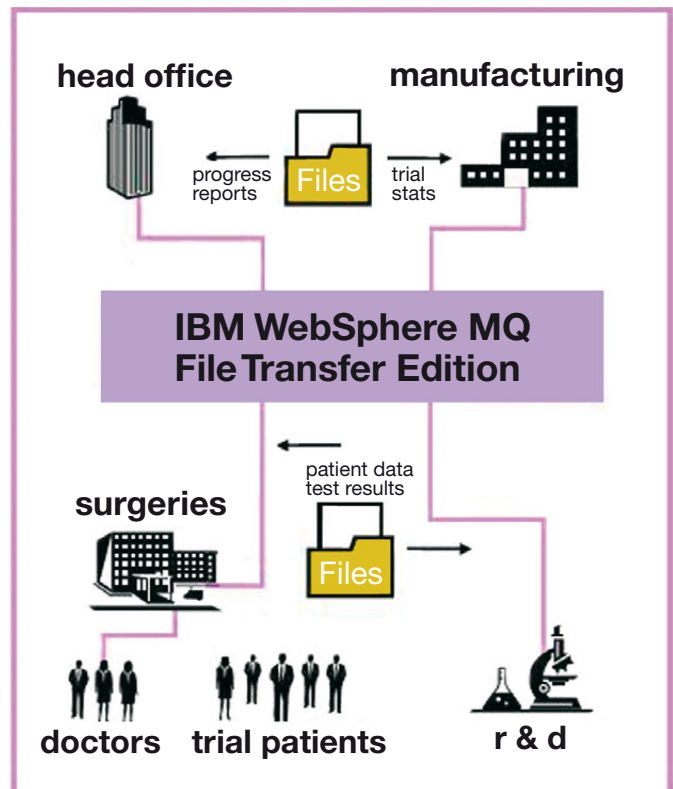 head office
manufacturing
progress
reports
Files
trial
stats
IBM WebSphere MQ
File Transfer Edition
patient data
test results
surgeries
Files
doctors
trial patients
r & d